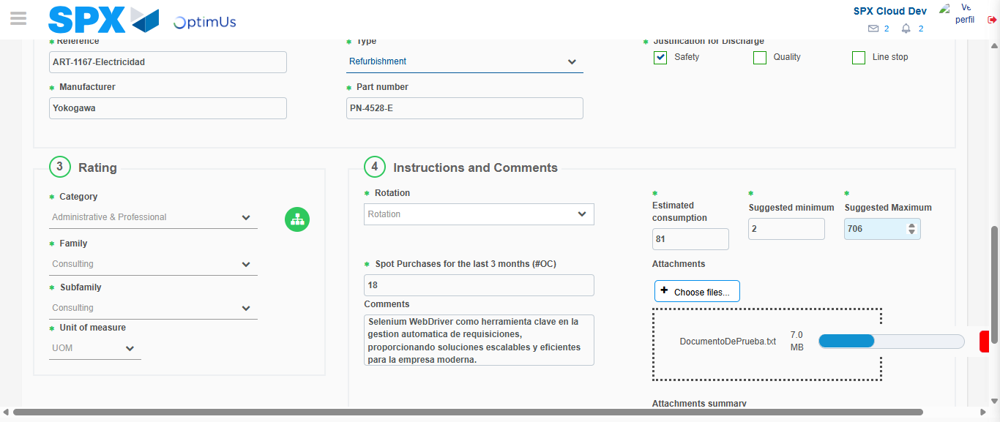 SPX
OptimUs
SPX Cloud Dev
2
2
Ve
perfil
* Reference
ART-1167-Electricidad
* Type
Refurbishment
* Justification for Discharge
Safety
Quality
Line stop
* Manufacturer
Yokogawa
* Part number
PN-4528-E
3 Rating
* Category
Administrative & Professional
* Family
Consulting
* Subfamily
Consulting
* Unit of measure
UOM
4 Instructions and Comments
* Rotation
Rotation
* Spot Purchases for the last 3 months (#OC)
18
Comments
Selenium WebDriver como herramienta clave en la
gestion automatica de requisiciones,
proporcionando soluciones escalables y eficientes
para la empresa moderna.
*
Estimated
consumption
81
*
Suggested minimum
2
*
Suggested Maximum
706
Attachments
+ Choose files...
DocumentoDePrueba.txt
7.0
MB
Attachments summary